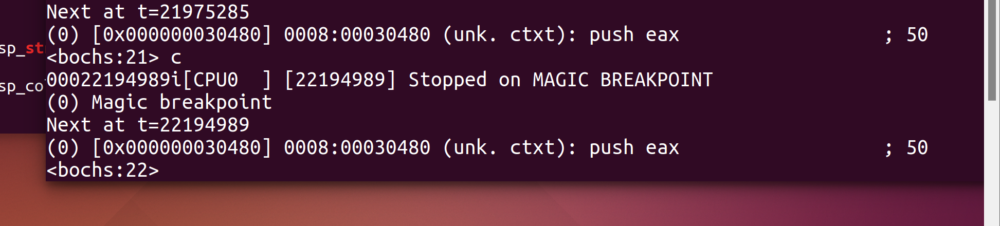 Next at t=21975285
(0) [0x000000030480] 0008:00030480 (unk. ctxt): push eax ; 50
sp_st
<bochs:21> c
00022194989i[CPU0  ] [22194989] Stopped on MAGIC BREAKPOINT
sp_co
(0) Magic breakpoint
Next at t=22194989
(0) [0x000000030480] 0008:00030480 (unk. ctxt): push eax ; 50
<bochs:22>